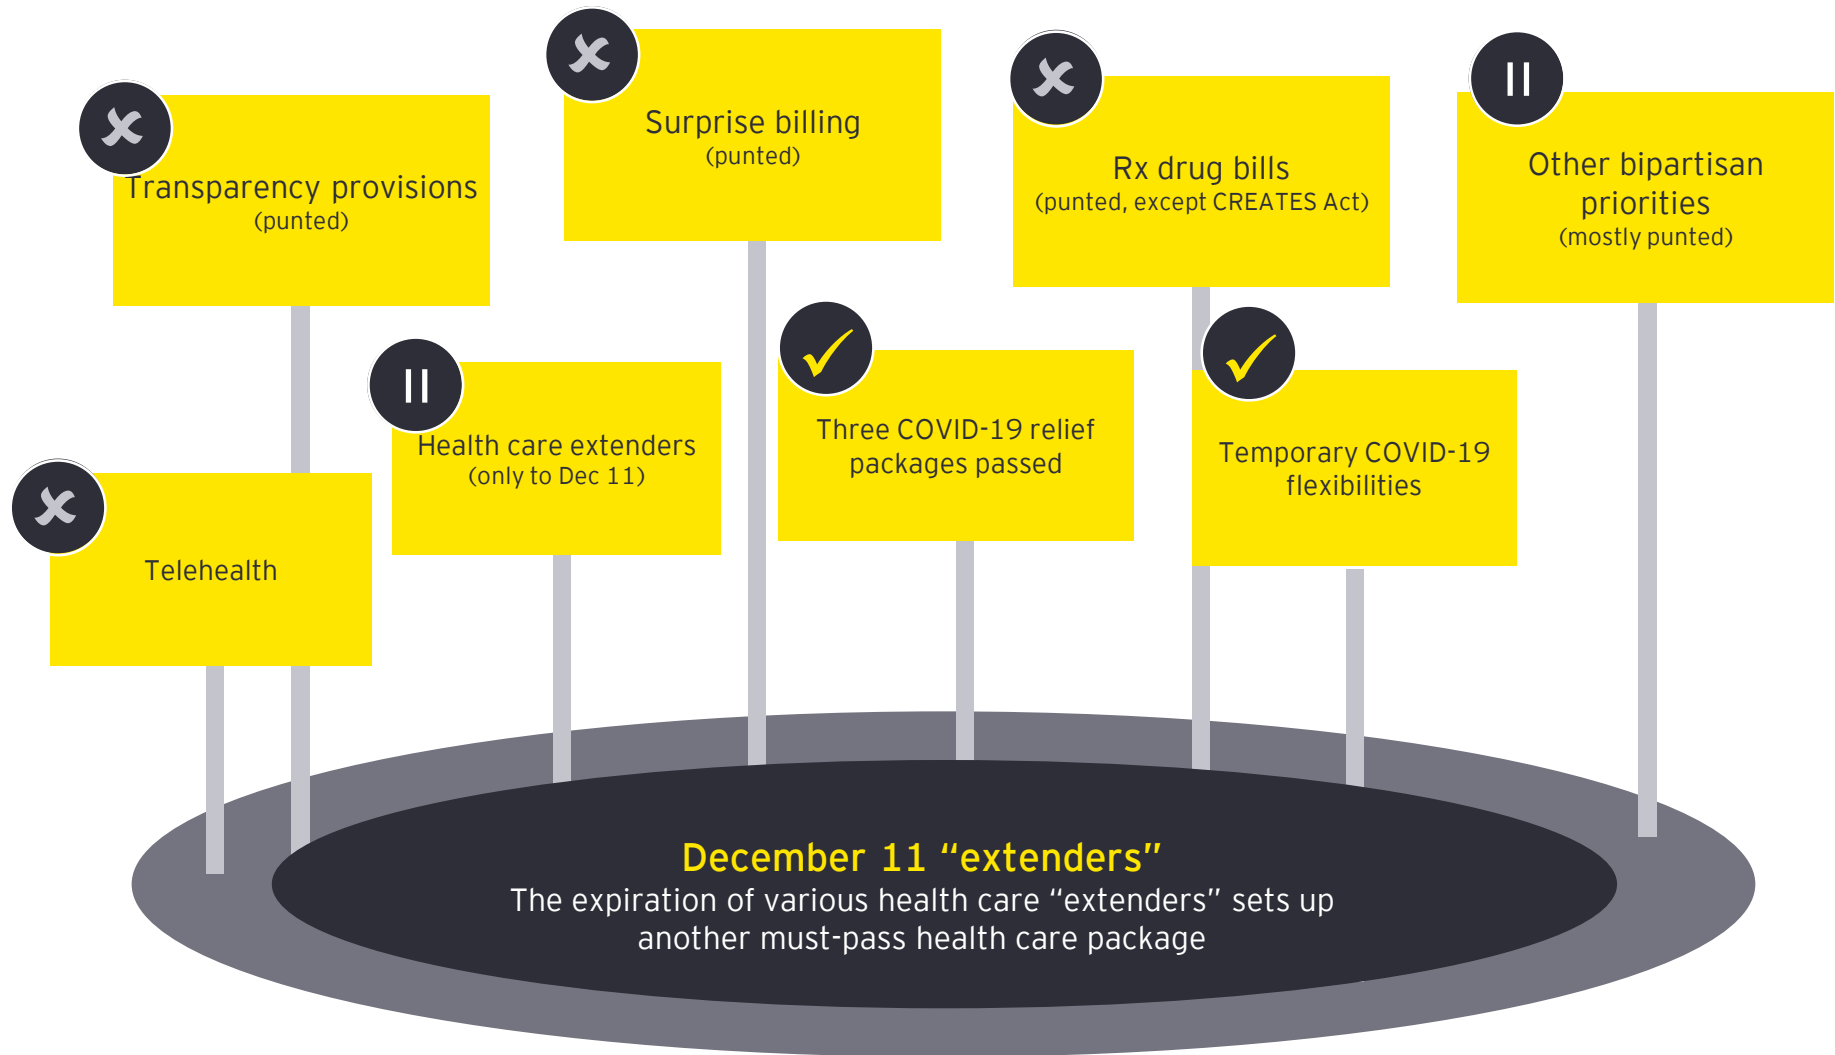 Surprise billing
(punted)
Transparency provisions
(punted)
Rx drug bills
(punted, except CREATES Act)
Other bipartisan
priorities
(mostly punted)
Health care extenders
(only to Dec 11)
Three COVID-19 relief
packages passed
Temporary COVID-19
flexibilities
Telehealth
December 11 “extenders”
The expiration of various health care “extenders” sets up
another must-pass health care package